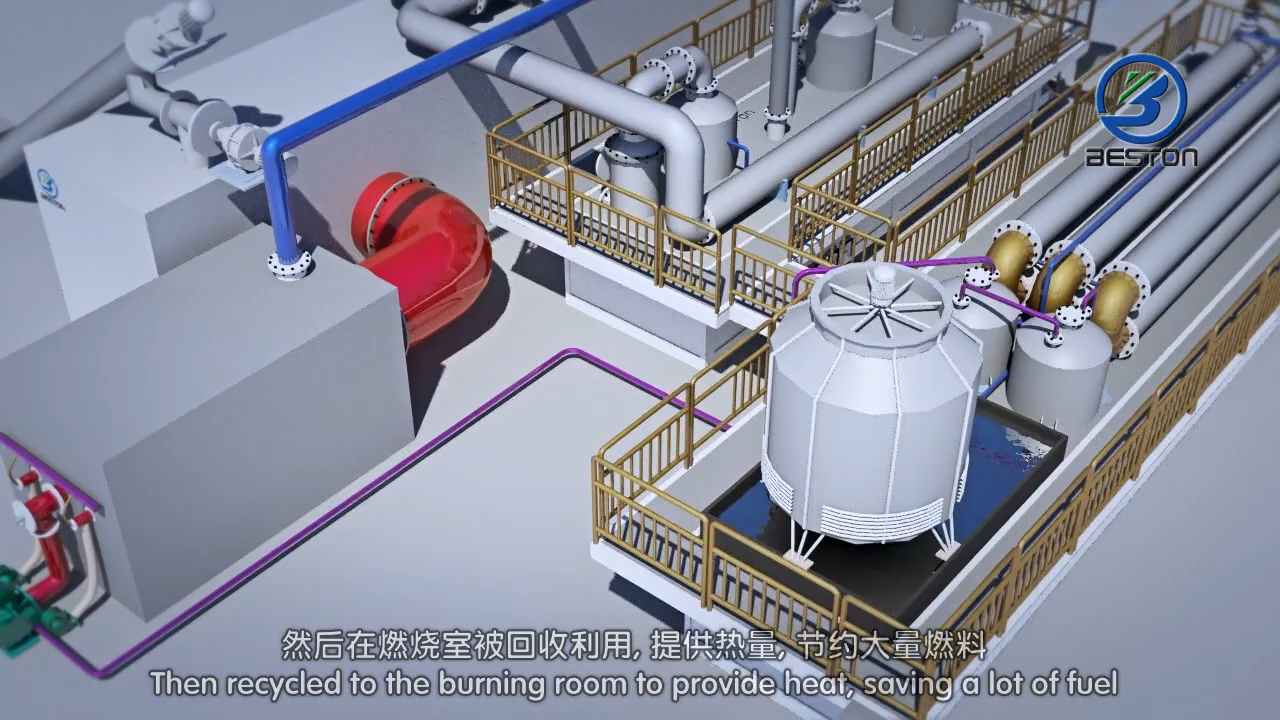 BESTON
然后在燃烧室被回收利用, 提供热量, 节约大量燃料
Then recycled to the burning room to provide heat, saving a lot of fuel